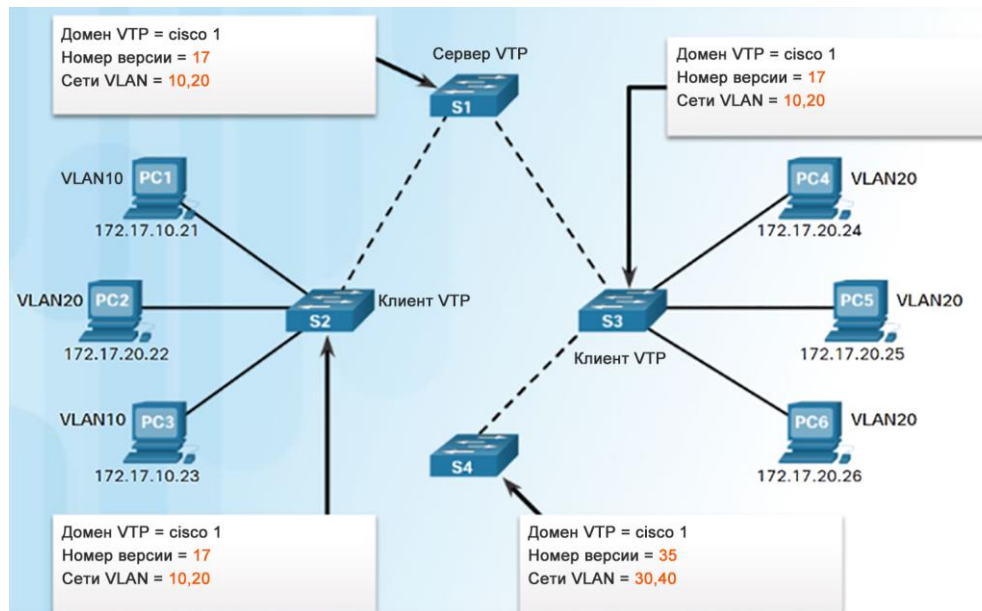 Домен VTP = cisco 1
Номер версии = 17
Сети VLAN = 10,20
Сервер VTP
S1
Домен VTP = cisco 1
Номер версии = 17
Сети VLAN = 10,20
VLAN10
PC1
172.17.10.21
PC4
VLAN20
172.17.20.24
VLAN20
PC2
172.17.20.22
S2
Клиент VTP
S3
Клиент VTP
PC5
VLAN20
172.17.20.25
VLAN10
PC3
172.17.10.23
S4
PC6
VLAN20
172.17.20.26
Домен VTP = cisco 1
Номер версии = 17
Сети VLAN = 10,20
Домен VTP = cisco 1
Номер версии = 35
Сети VLAN = 30,40